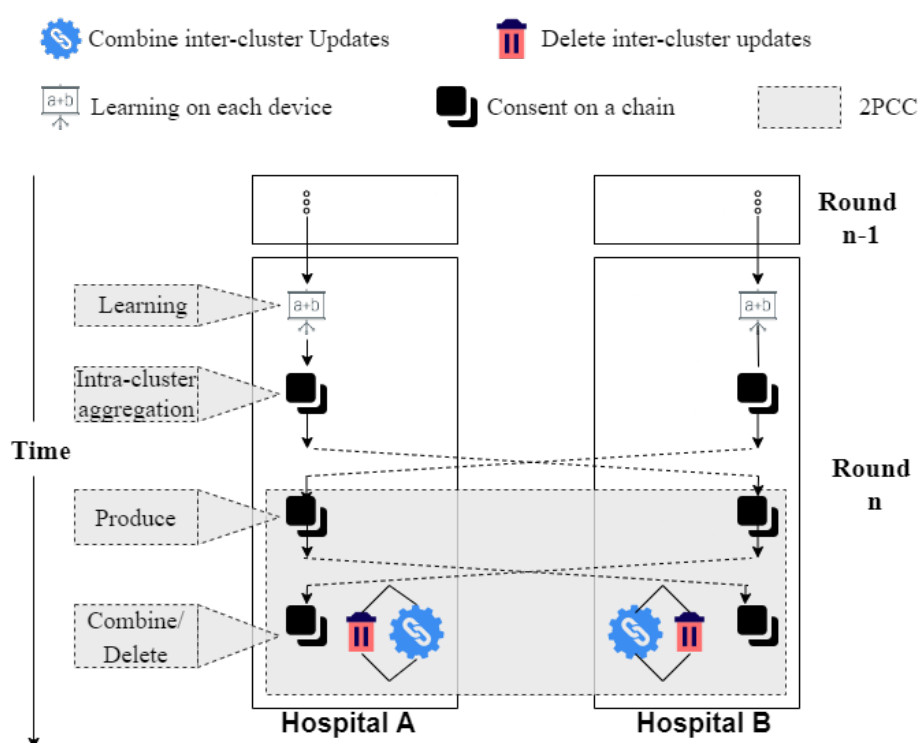 Combine inter-cluster Updates
Delete inter-cluster updates
a+b
Learning on each device
Consent on a chain
2PCC
Round
n-1
Learning
a+b
a+b
Intra-cluster
aggregation
Time
Round
n
Produce
Combine/
Delete
Hospital A
Hospital B